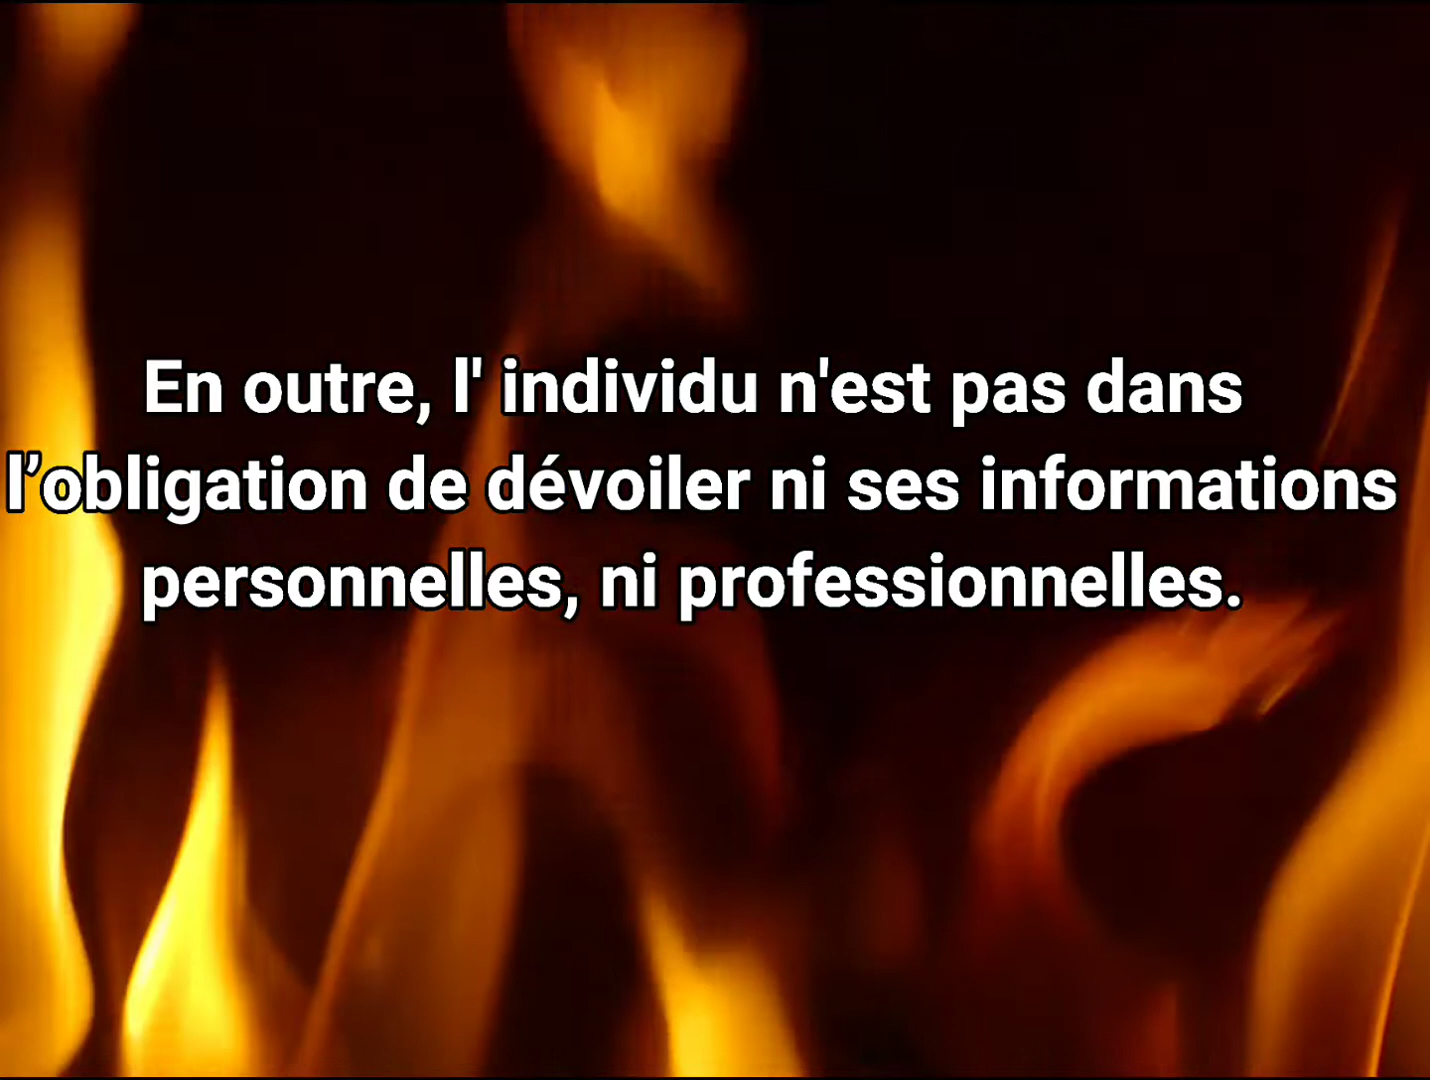 En outre, l' individu n'est pas dans
l’obligation de dévoiler ni ses informations
personnelles, ni professionnelles.